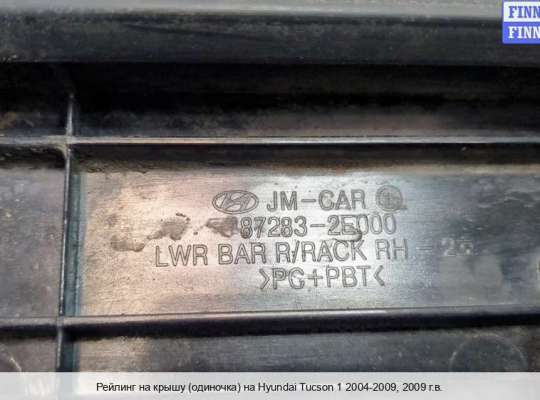 FINN
FINN
JM-CAR
87283-2E000
LWR BAR R/RACK RH
>PC+PBT<
Рейлинг на крышу (одиночка) на Hyundai Tucson 1 2004-2009, 2009 г.в.